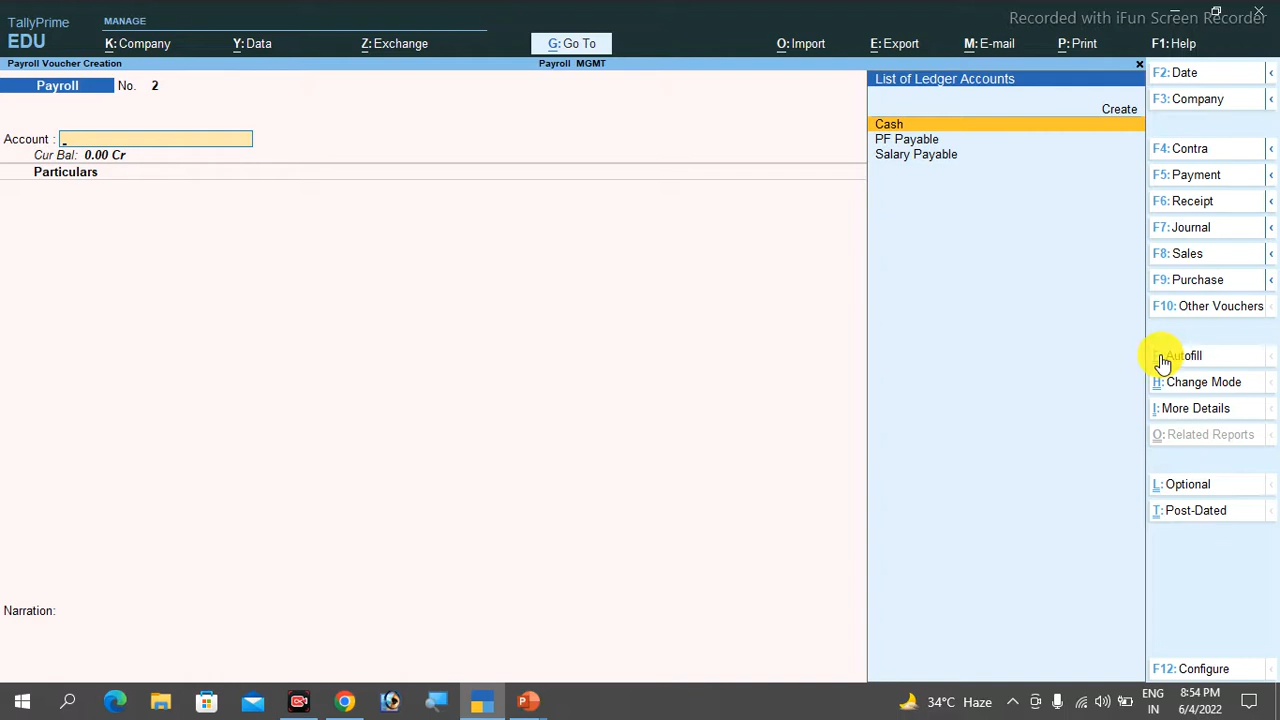 Recorded with iFun Screen Recorder
TallyPrime
EDU
MANAGE
K: Company
Y: Data
Z: Exchange
G: Go To
O: Import
E: Export
M: E-mail
P: Print
F1: Help
Payroll Voucher Creation
Payroll MGMT
Payroll No. 2
Account :
Cur Bal: 0.00 Cr
Particulars
Narration:
List of Ledger Accounts
Create
Cash
PF Payable
Salary Payable
F2: Date
F3: Company
F4: Contra
F5: Payment
F6: Receipt
F7: Journal
F8: Sales
F9: Purchase
F10: Other Vouchers
Autofill
H: Change Mode
I: More Details
O: Related Reports
L: Optional
T: Post-Dated
F12: Configure
34°C Haze
ENG
IN
8:54 PM
6/4/2022